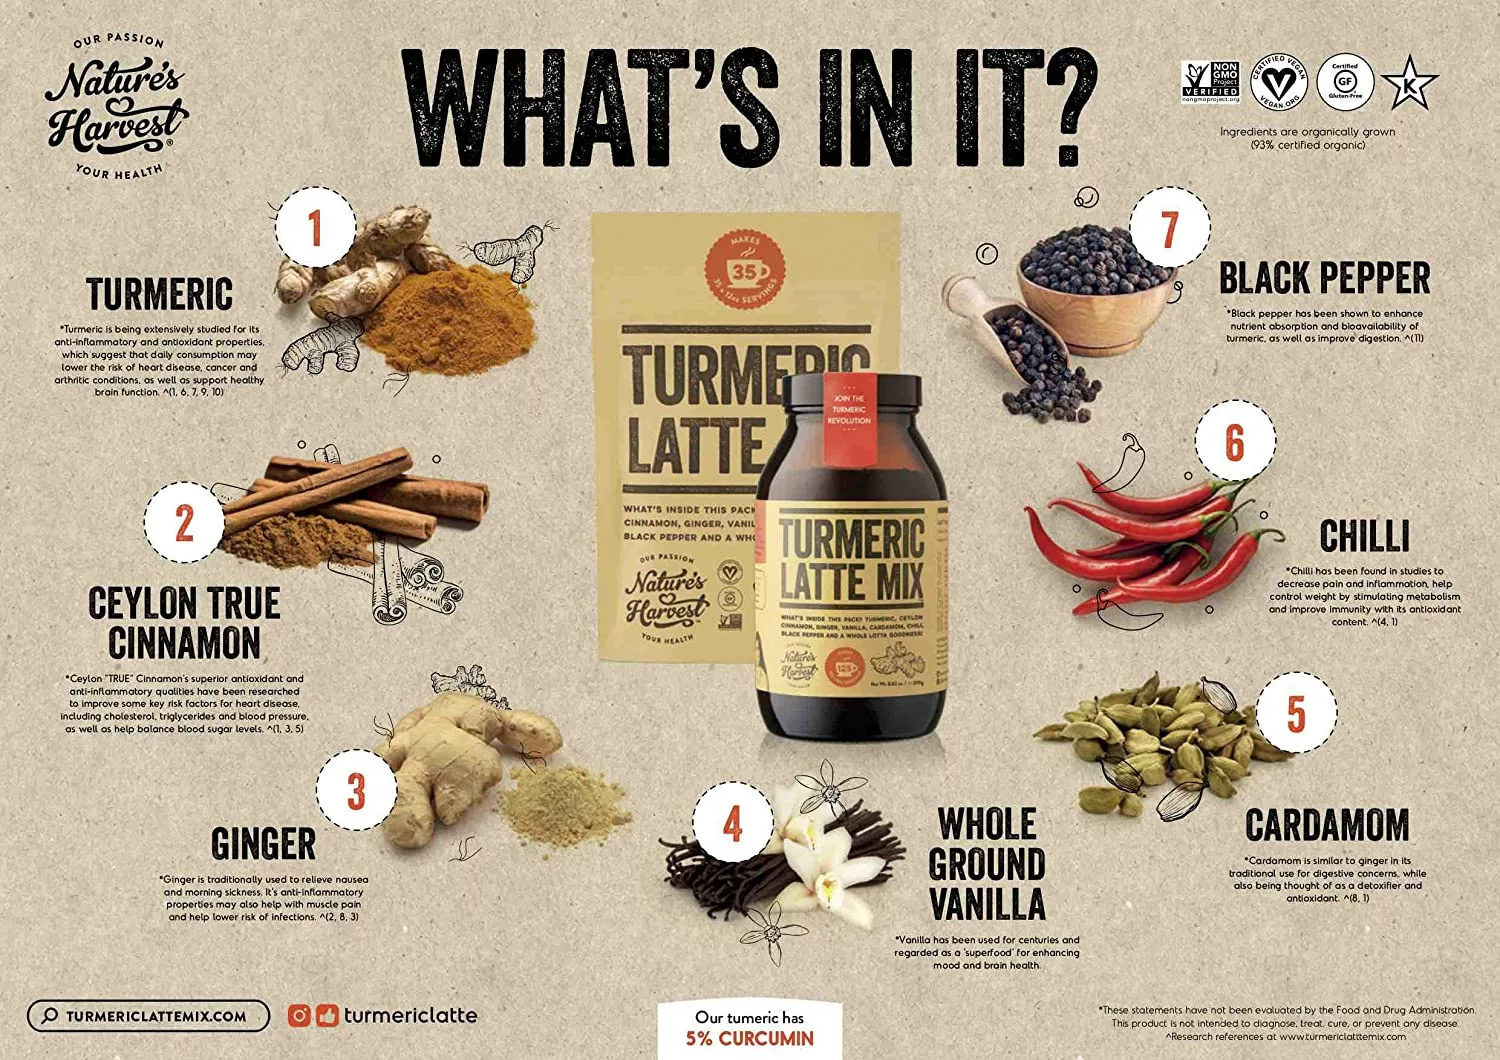 OUR PASSION
Nature's
Harvest®
YOUR HEALTH
WHAT'S IN IT?
NON
GMO
Project
VERIFIED
nongmoproject.org
CERTIFIED VEGAN
VEGAN.ORG
Certified
GF
Gluten-Free
K
Ingredients are organically grown
(93% certified organic)
1
TURMERIC
*Turmeric is being extensively studied for its
anti-inflammatory and antioxidant properties,
which suggest that daily consumption may
lower the risk of heart disease, cancer and
arthritic conditions, as well as support healthy
brain function. ^(1, 6, 7, 9, 10)
2
CEYLON TRUE
CINNAMON
*Ceylon "TRUE" Cinnamon's superior antioxidant and
anti-inflammatory qualities have been researched
to improve some key risk factors for heart disease,
including cholesterol, triglycerides and blood pressure,
as well as help balance blood sugar levels. ^(1, 3, 5)
3
GINGER
*Ginger is traditionally used to relieve nausea
and morning sickness. It's anti-inflammatory
properties may also help with muscle pain
and help lower risk of infections. ^(2, 8, 3)
4
WHOLE
GROUND
VANILLA
*Vanilla has been used for centuries and
regarded as a 'superfood' for enhancing
mood and brain health.
5
CARDAMOM
*Cardamom is similar to ginger in its
traditional use for digestive concerns, while
also being thought of as a detoxifier and
antioxidant. ^(8, 1)
6
CHILLI
*Chilli has been found in studies to
decrease pain and inflammation, help
control weight by stimulating metabolism
and improve immunity with its antioxidant
content. ^(4, 1)
7
BLACK PEPPER
*Black pepper has been shown to enhance
nutrient absorption and bioavailability of
turmeric, as well as improve digestion. ^(11)
MAKES
35
35 x 12oz SERVINGS
TURMERIC
LATTE
WHAT'S INSIDE THIS PACK
CINNAMON, GINGER, VANIL
BLACK PEPPER AND A WHO
OUR PASSION
Nature's
Harvest
YOUR HEALTH
JOIN THE
TURMERIC
REVOLUTION
TURMERIC
LATTE MIX
WHAT'S INSIDE THIS PACK? TURMERIC, CEYLON
CINNAMON, GINGER, VANILLA, CARDAMOM, CHILI,
BLACK PEPPER AND A WHOLE LOTTA GOODNESS!
Nature's
Harvest
125
TURMERICLATTEMIX.COM
turmericlatte
Our tumeric has
5% CURCUMIN
*These statements have not been evaluated by the Food and Drug Administration.
This product is not intended to diagnose, treat, cure, or prevent any disease.
^Research references at www.turmericlatttemix.com